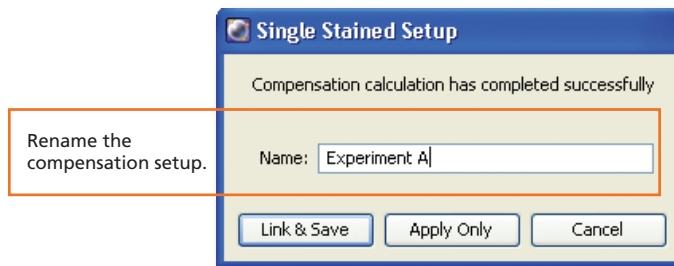 Single Stained Setup
Compensation calculation has completed successfully
Rename the
compensation setup.
Name: Experiment A
Link & Save Apply Only Cancel